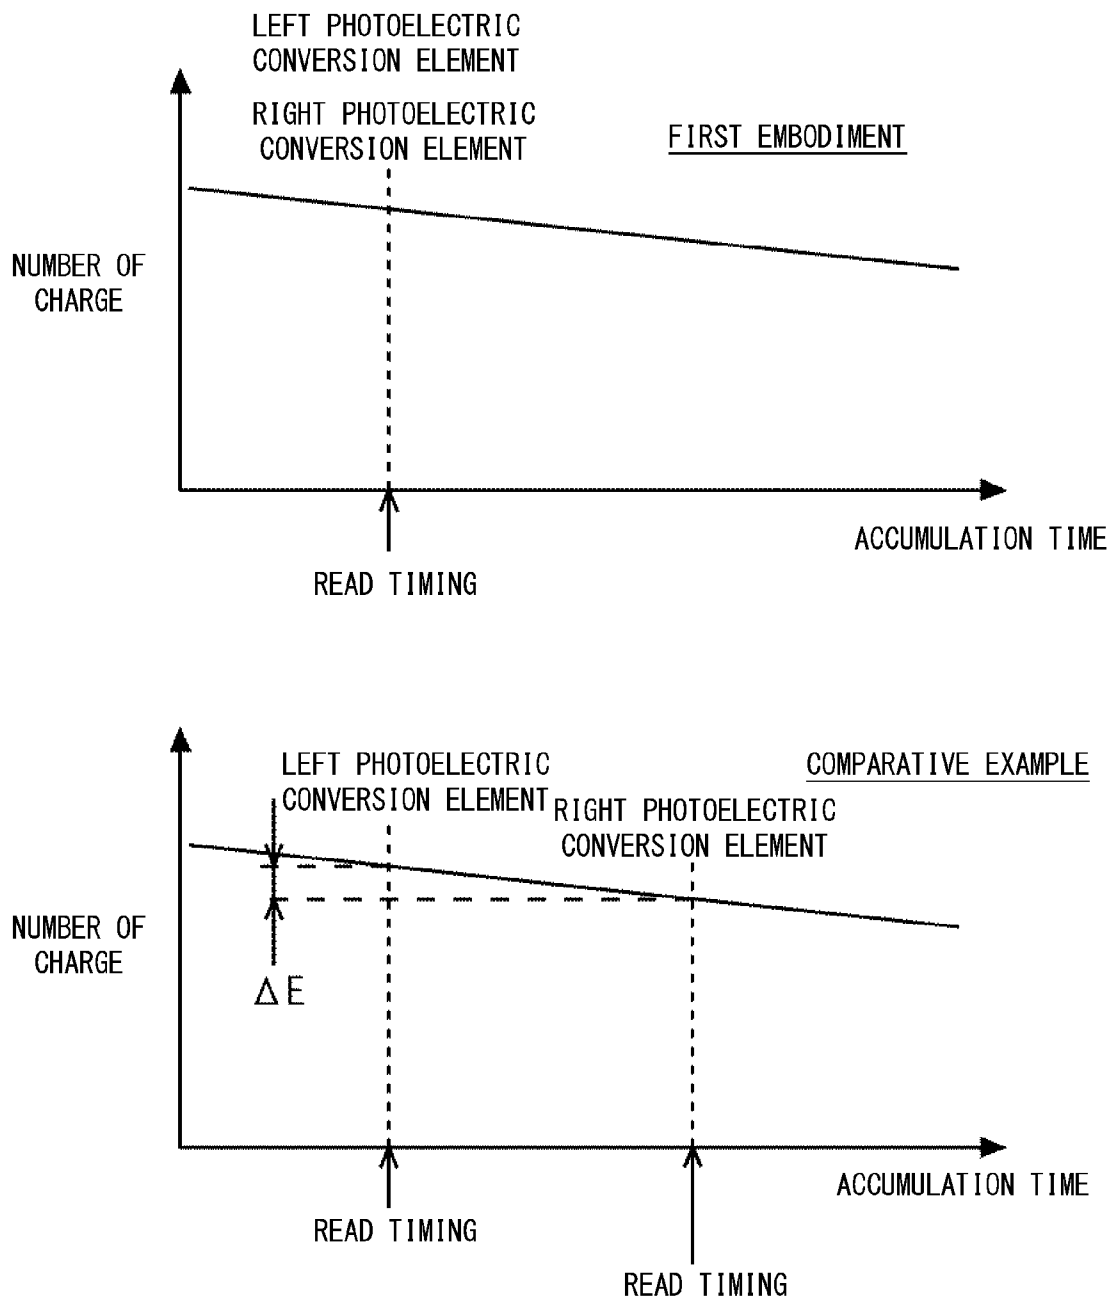 LEFT PHOTOELECTRIC
CONVERSION ELEMENT
RIGHT PHOTOELECTRIC
CONVERSION ELEMENT
FIRST EMBODIMENT
NUMBER OF
CHARGE
ACCUMULATION TIME
READ TIMING
LEFT PHOTOELECTRIC
CONVERSION ELEMENT
COMPARATIVE EXAMPLE
RIGHT PHOTOELECTRIC
CONVERSION ELEMENT
NUMBER OF
CHARGE
ΔE
ACCUMULATION TIME
READ TIMING
READ TIMING